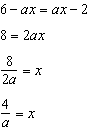 6 − ax = ax − 2
8 = 2ax
8/2a = x
4/a = x